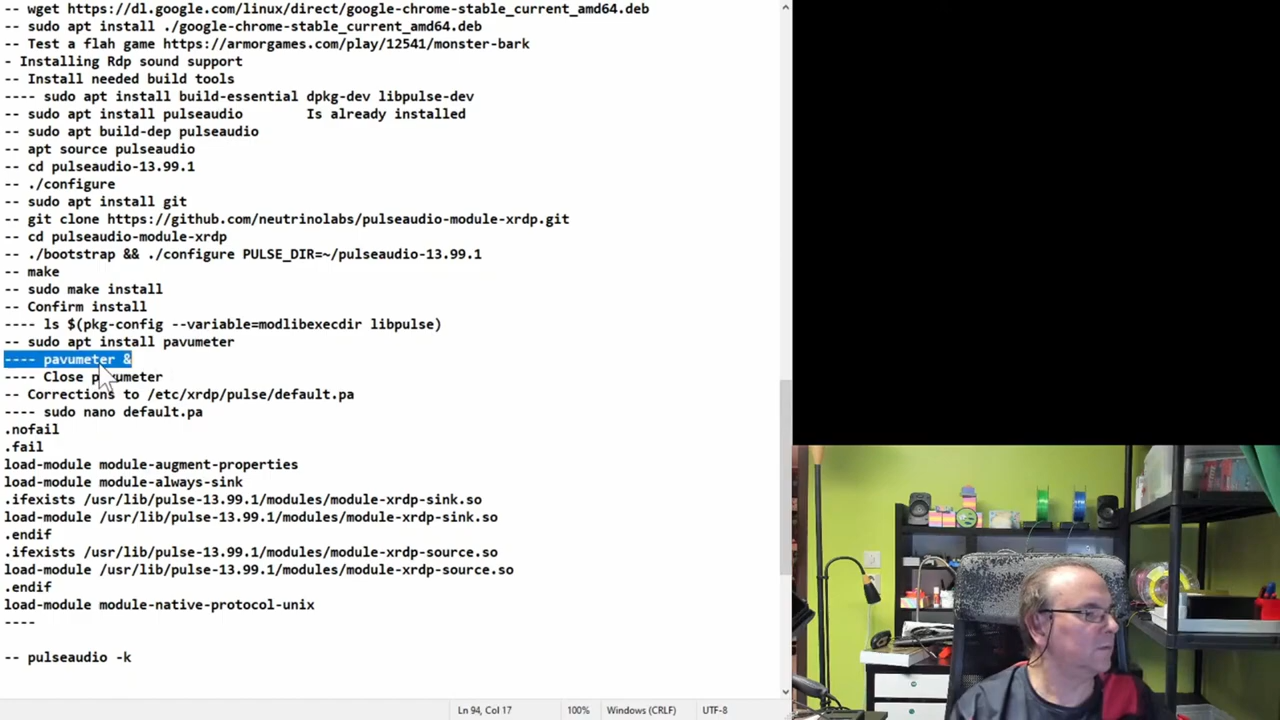 -- wget https://dl.google.com/linux/direct/google-chrome-stable_current_amd64.deb
-- sudo apt install ./google-chrome-stable_current_amd64.deb
-- Test a flah game https://armorgames.com/play/12541/monster-bark
- Installing Rdp sound support
-- Install needed build tools
---- sudo apt install build-essential dpkg-dev libpulse-dev
-- sudo apt install pulseaudio        Is already installed
-- sudo apt build-dep pulseaudio
-- apt source pulseaudio
-- cd pulseaudio-13.99.1
-- ./configure
-- sudo apt install git
-- git clone https://github.com/neutrinolabs/pulseaudio-module-xrdp.git
-- cd pulseaudio-module-xrdp
-- ./bootstrap && ./configure PULSE_DIR=~/pulseaudio-13.99.1
-- make
-- sudo make install
-- Confirm install
---- ls $(pkg-config --variable=modlibexecdir libpulse)
-- sudo apt install pavumeter
---- pavumeter &
---- Close pavumeter
-- Corrections to /etc/xrdp/pulse/default.pa
---- sudo nano default.pa
.nofail
.fail
load-module module-augment-properties
load-module module-always-sink
.ifexists /usr/lib/pulse-13.99.1/modules/module-xrdp-sink.so
load-module /usr/lib/pulse-13.99.1/modules/module-xrdp-sink.so
.endif
.ifexists /usr/lib/pulse-13.99.1/modules/module-xrdp-source.so
load-module /usr/lib/pulse-13.99.1/modules/module-xrdp-source.so
.endif
load-module module-native-protocol-unix
----
-- pulseaudio -k
Ln 94, Col 17    100%    Windows (CRLF)    UTF-8